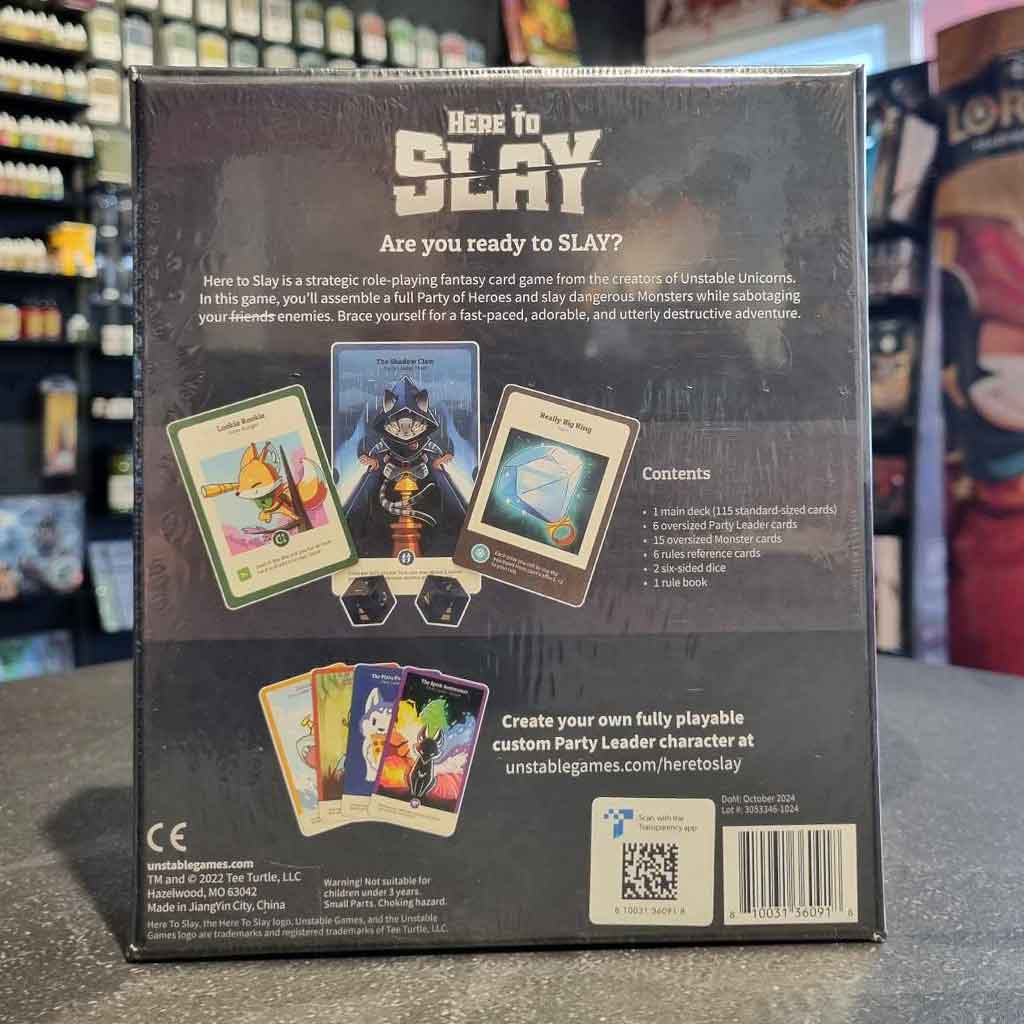 HERE TO
SLAY
Are you ready to SLAY?
Here to Slay is a strategic role-playing fantasy card game from the creators of Unstable Unicorns.
In this game, you'll assemble a full Party of Heroes and slay dangerous Monsters while sabotaging
your friends enemies. Brace yourself for a fast-paced, adorable, and utterly destructive adventure.
The Shadow Claw
Lookie Rookie
Really Big Ring
Contents
• 1 main deck (115 standard-sized cards)
• 6 oversized Party Leader cards
• 15 oversized Monster cards
• 6 rules reference cards
• 2 six-sided dice
• 1 rule book
Create your own fully playable
custom Party Leader character at
unstablegames.com/heretoslay
DoM: October 2024
Lot #: 3053346-1024
Scan with the
Transparency app
8 10031 36091 8
8 10031 36091 8
CE
unstablegames.com
TM and © 2022 Tee Turtle, LLC
Hazelwood, MO 63042
Made in JiangYin City, China
Warning! Not suitable for
children under 3 years.
Small Parts. Choking hazard.
Here To Slay, the Here To Slay logo, Unstable Games, and the Unstable
Games logo are trademarks and registered trademarks of Tee Turtle, LLC.
LOR